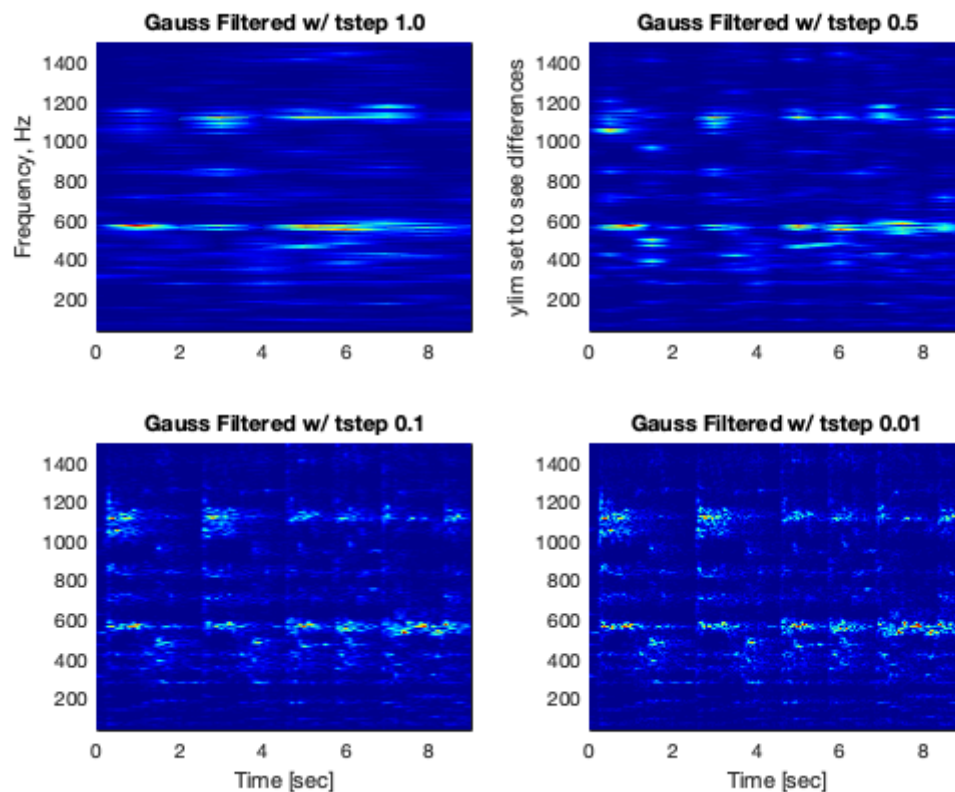 Gauss Filtered w/ tstep 1.0
Frequency, Hz
1400
1200
1000
800
600
400
200
0 2 4 6 8
Gauss Filtered w/ tstep 0.5
ylim set to see differences
1400
1200
1000
800
600
400
200
0 2 4 6 8
Gauss Filtered w/ tstep 0.1
1400
1200
1000
800
600
400
200
0 2 4 6 8
Time [sec]
Gauss Filtered w/ tstep 0.01
1400
1200
1000
800
600
400
200
0 2 4 6 8
Time [sec]